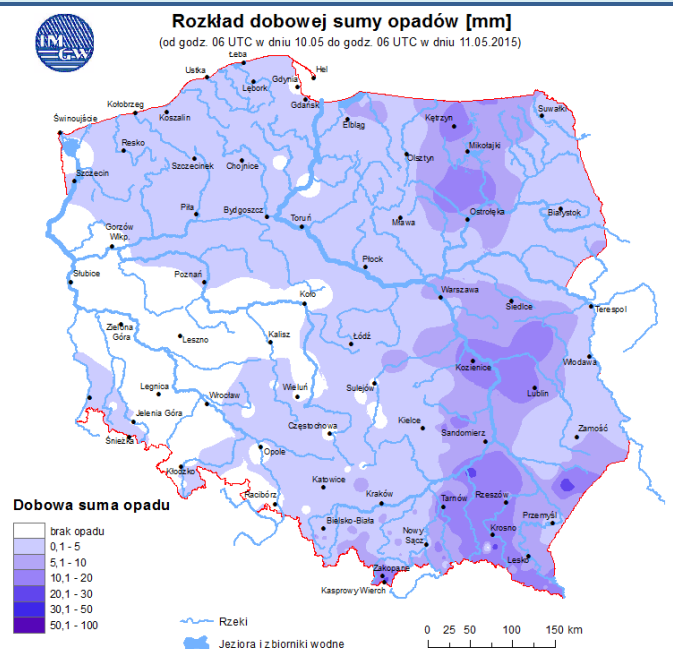 Rozkład dobowej sumy opadów [mm]
(od godz. 06 UTC w dniu 10.05 do godz. 06 UTC w dniu 11.05.2015)
IM
GW
Łeba
Ustka
Hel
Gdynia
Lębork
Gdańsk
Kołobrzeg
Koszalin
Świnoujście
Elbląg
Kętrzyn
Suwałki
Resko
Mikołajki
Szczecinek
Chojnice
Olsztyn
Szczecin
Piła
Bydgoszcz
Toruń
Mława
Ostrołęka
Białystok
Gorzów
Wlkp.
Płock
Słubice
Poznań
Koło
Warszawa
Siedlce
Terespol
Zielona
Góra
Leszno
Kalisz
Łódź
Kozienice
Włodawa
Legnica
Wrocław
Wieluń
Sulejów
Lublin
Jelenia Góra
Częstochowa
Kielce
Sandomierz
Zamość
Śnieżka
Opole
Kłodzko
Katowice
Kraków
Tarnów
Rzeszów
Racibórz
Przemyśl
Bielsko-Biała
Nowy
Sącz
Krosno
Lesko
Zakopane
Kasprowy Wierch
Dobowa suma opadu
brak opadu
0,1 - 5
5,1 - 10
10,1 - 20
20,1 - 30
30,1 - 50
50,1 - 100
Rzeki
Jeziora i zbiorniki wodne
0 25 50 100 150 km